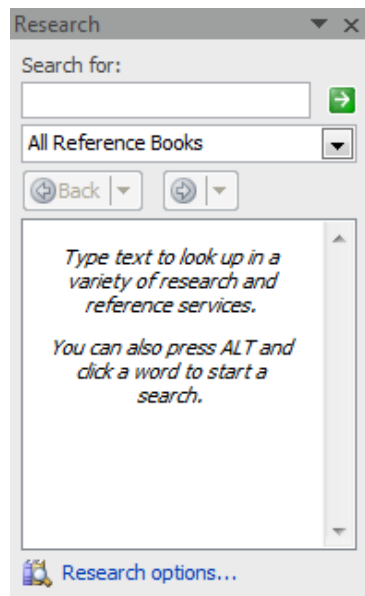 Research
Search for:
All Reference Books
Back
Type text to look up in a
variety of research and
reference services.
You can also press ALT and
click a word to start a
search.
Research options...